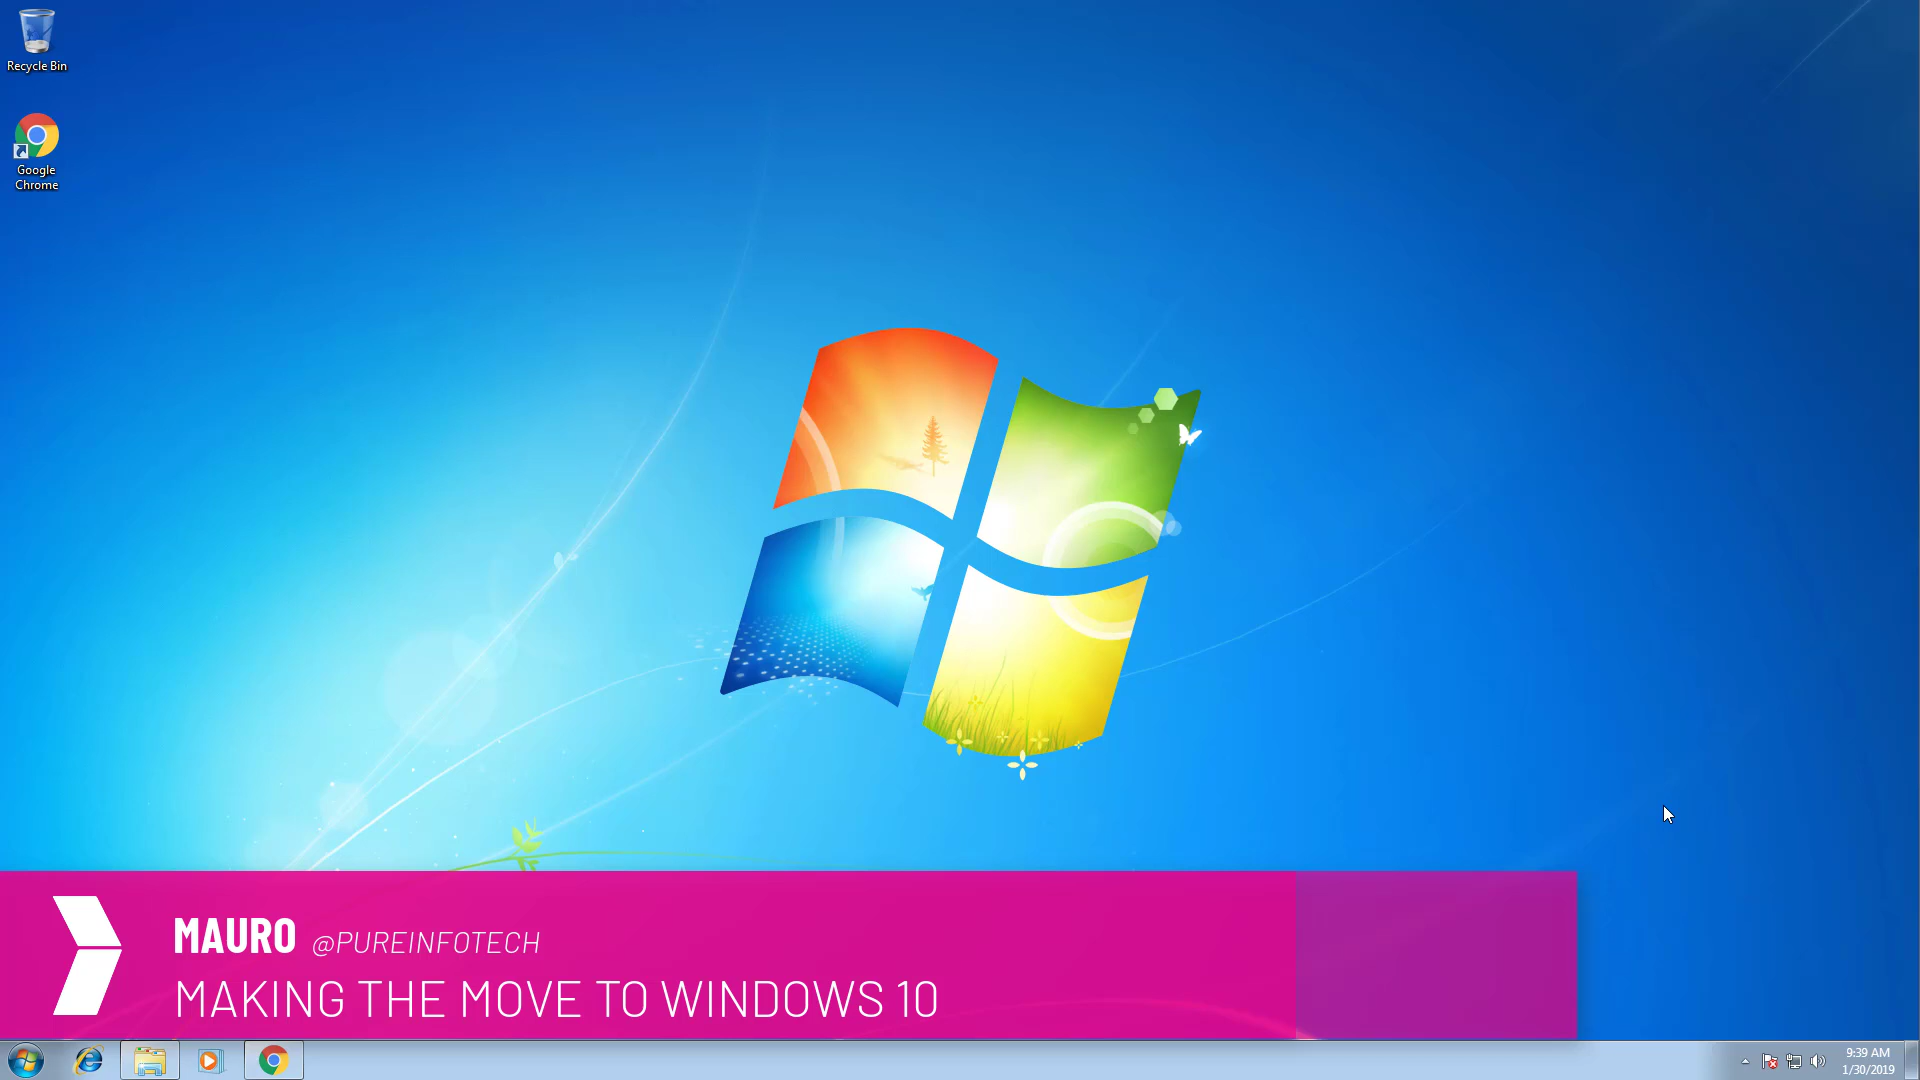 Recycle Bin
Google
Chrome
MAURO @PUREINFOTECH
MAKING THE MOVE TO WINDOWS 10
9:39 AM
1/30/2019